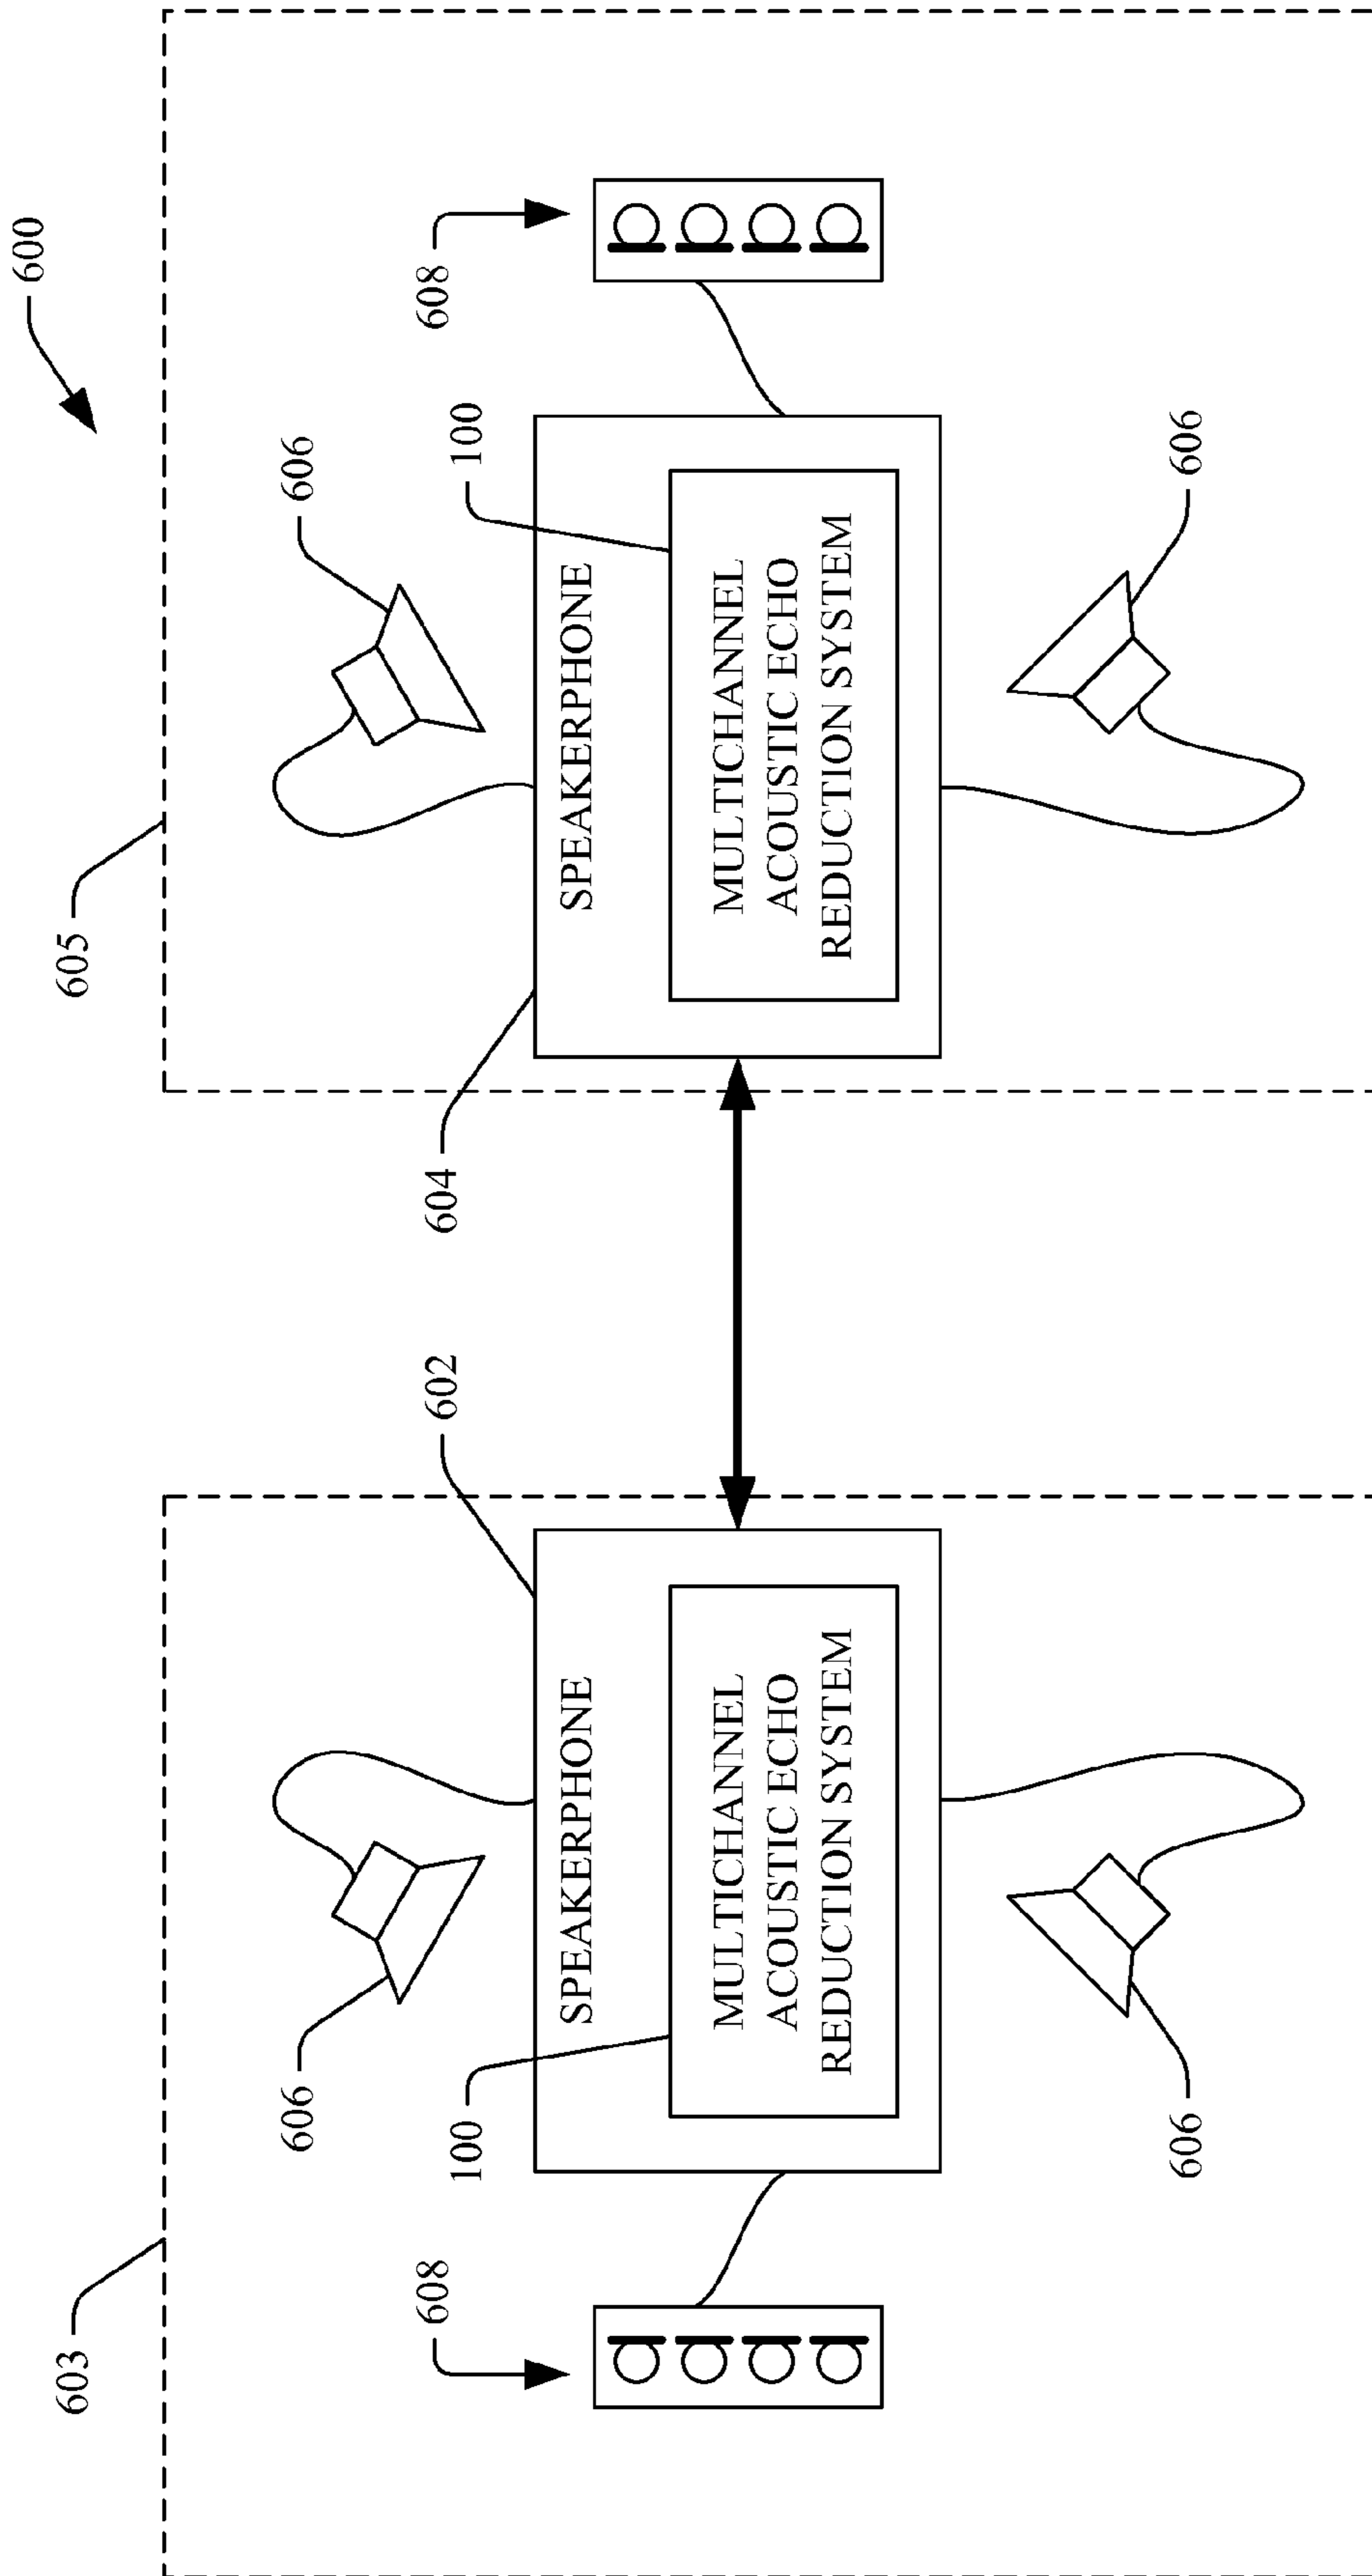 600
603
605
608
606
602
604
606
608
100
100
SPEAKERPHONE
MULTICHANNEL
ACOUSTIC ECHO
REDUCTION SYSTEM
SPEAKERPHONE
MULTICHANNEL
ACOUSTIC ECHO
REDUCTION SYSTEM
606
606